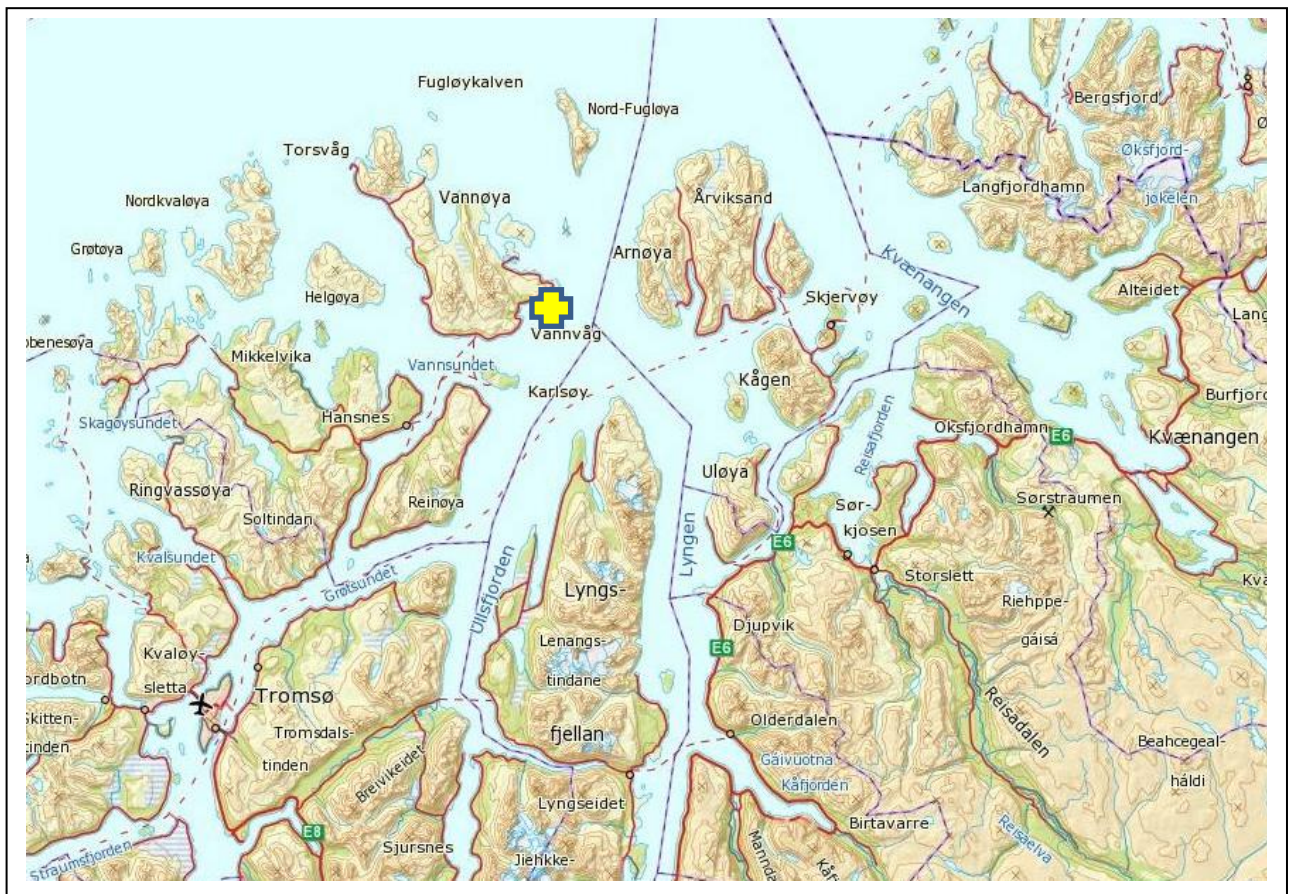 Fugløykalven
Nord-Fugløya
Bergsfjord
Torsvåg
Øksfjord-
jøkelen
Langfjordhamn
Nordkvaløya
Vannøya
Årviksand
Grøtøya
Arnøya
Kvænangen
Helgøya
Skjervøy
Alteidet
Vannvåg
Mikkelvika
Vannsundet
Kågen
Karlsøy
Burfjord
Skagøysundet
Hansnes
Oksfjordhamn
E6
Kvænangen
Reisafjorden
Uløya
Ringvassøya
Reinøya
Soltindan
Sørstraumen
Sør-
kjosen
E6
Kvalsundet
Grøtsundet
Ullsfjorden
Lyngen
Storslett
Lyngs-
Riehppe-
gáisá
Djupvik
E6
Lenangs-
tindane
Kvaløy-
sletta
Tromsø
Reisadalen
Olderdalen
fjellan
Tromsdals-
tinden
Skitten-
tinden
Beahcegeal-
háldi
Gáivuotna
Kåfjorden
Breivikeidet
Lyngseidet
Birtavarre
E8
Sjursnes
Reisaelva
Straumsfjorden
Jiehkke-